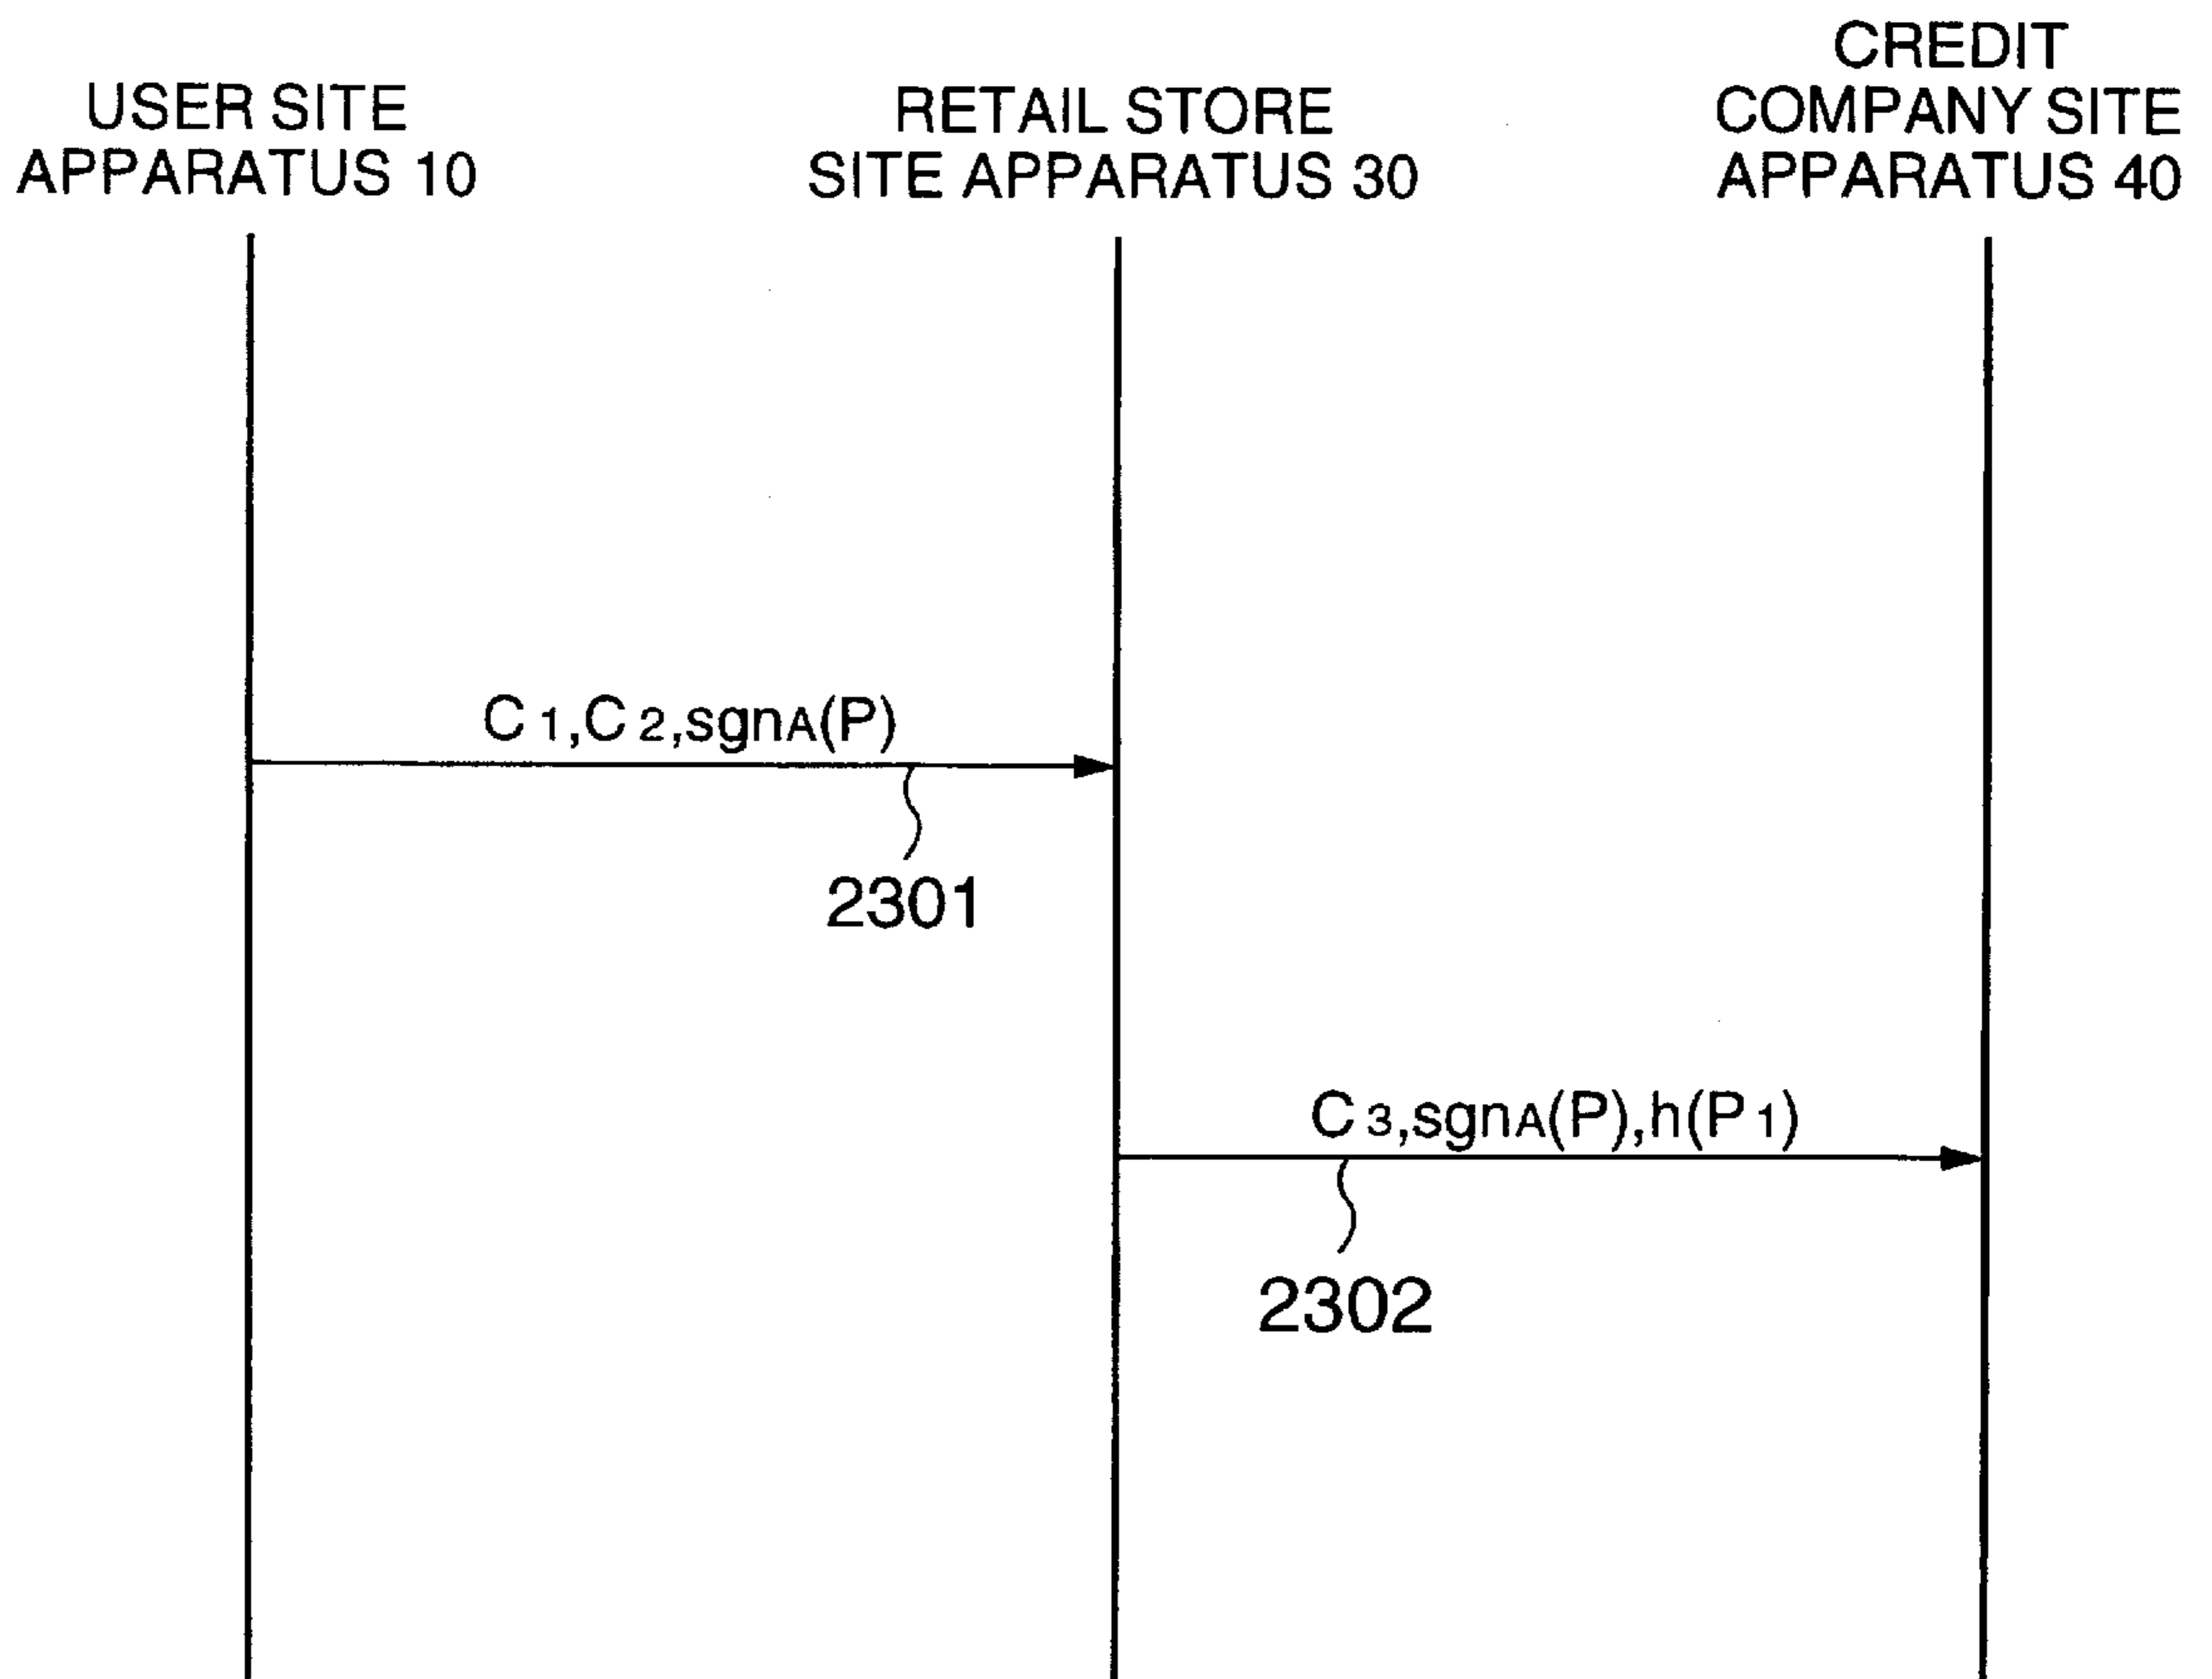 USER SITE
APPARATUS 10
RETAIL STORE
SITE APPARATUS 30
CREDIT
COMPANY SITE
APPARATUS 40
C1,C2,sgnA(P)
2301
C3,sgnA(P),h(P1)
2302